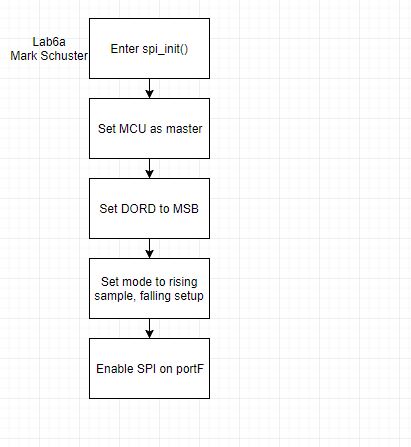 Lab6a
Mark Schuster
Enter spi_init()
Set MCU as master
Set DORD to MSB
Set mode to rising
sample, falling setup
Enable SPI on portF